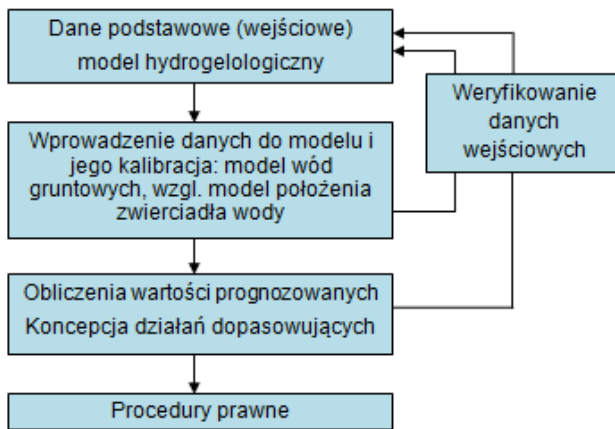 Dane podstawowe (wejściowe)
model hydrogelologiczny
Weryfikowanie
danych
wejściowych
Wprowadzenie danych do modelu i
jego kalibracja: model wód
gruntowych, wzgl. model położenia
zwierciadła wody
Obliczenia wartości prognozowanych
Koncepcja działań dopasowujących
Procedury prawne